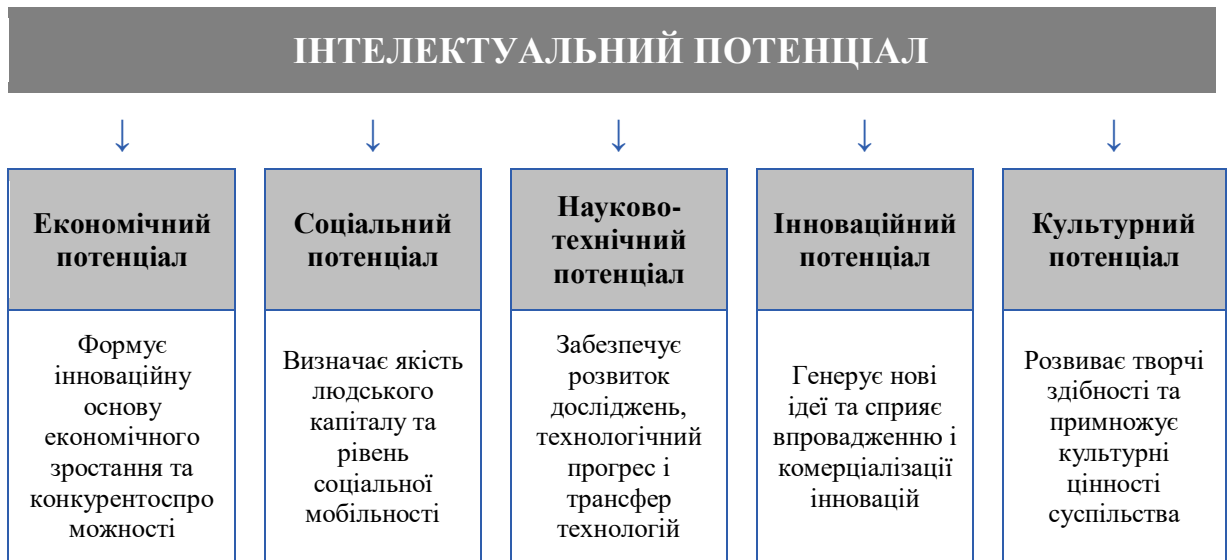 ІНТЕЛЕКТУАЛЬНИЙ ПОТЕНЦІАЛ
↓ ↓ ↓ ↓ ↓
Економічний
потенціал
Формує
інноваційну
основу
економічного
зростання та
конкурентоспро
можності
Соціальний
потенціал
Визначає якість
людського
капіталу та
рівень
соціальної
мобільності
Науково-
технічний
потенціал
Забезпечує
розвиток
досліджень,
технологічний
прогрес і
трансфер
технологій
Інноваційний
потенціал
Генерує нові
ідеї та сприяє
впровадженню і
комерціалізації
інновацій
Культурний
потенціал
Розвиває творчі
здібності та
примножує
культурні
цінності
суспільства